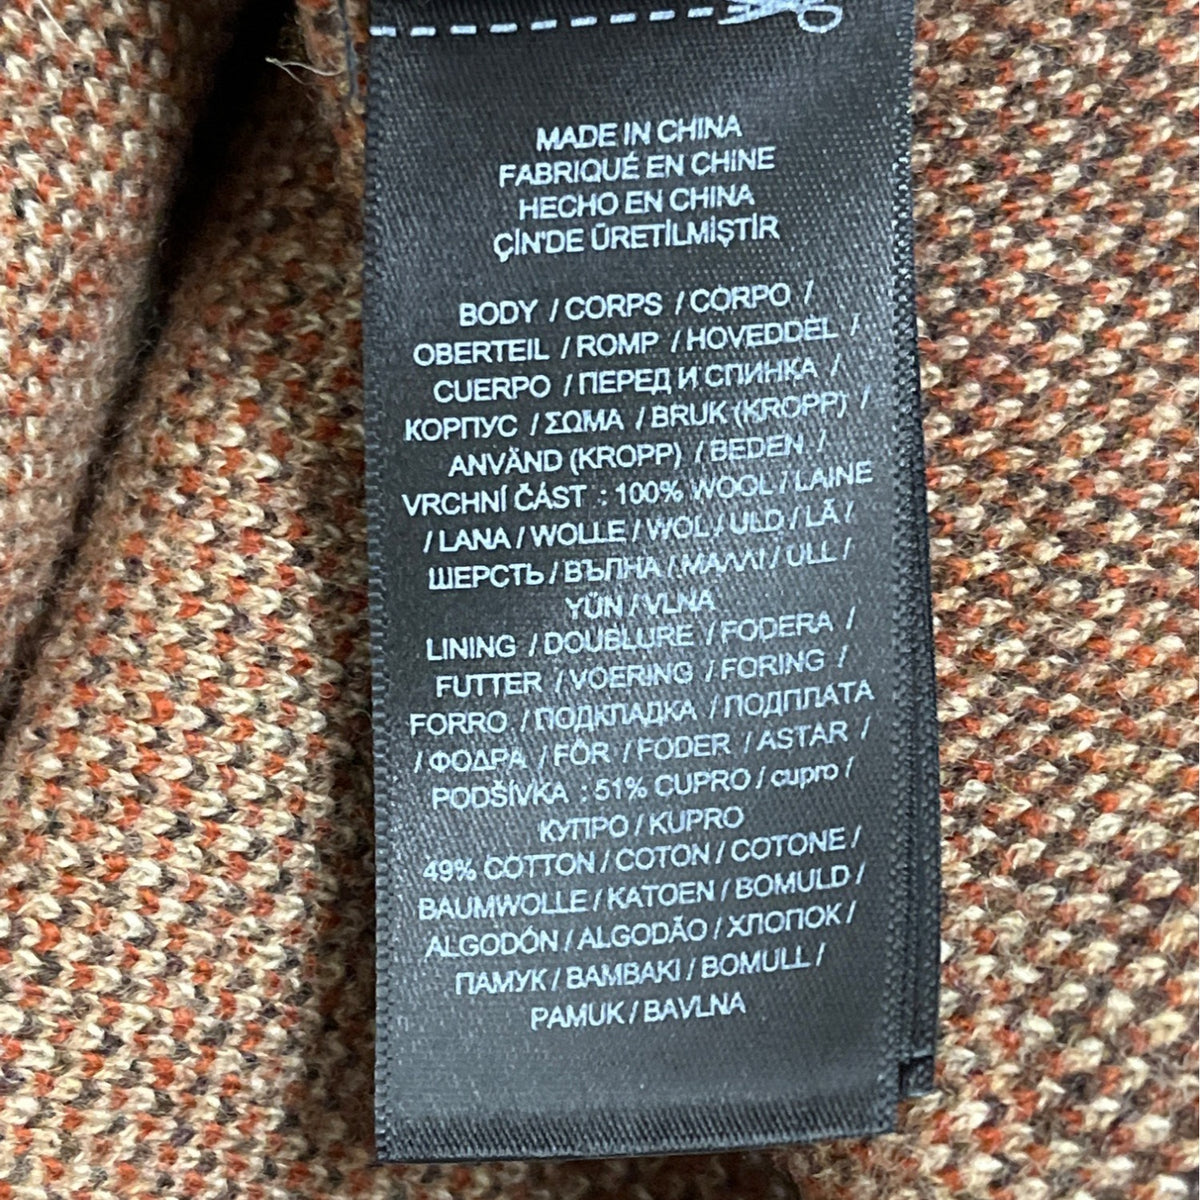 MADE IN CHINA
FABRIQUÉ EN CHINE
HECHO EN CHINA
ÇİN'DE ÜRETİLMİŞTİR
BODY / CORPS / CORPO /
OBERTEIL / ROMP / HOVEDDEL /
CUERPO / ПЕРЕД И СПИНКА /
КОРПУС / ΣΩΜΑ / BRUK (KROPP) /
ANVÄND (KROPP) / BEDEN /
VRCHNÍ ČÁST : 100% WOOL / LAINE
/ LANA / WOLLE / WOL / ULD / LÃ /
ШЕРСТЬ / ВЪЛНА / ΜΑΛΛΙ / ULL /
YÜN / VLNA
LINING / DOUBLURE / FODERA /
FUTTER / VOERING / FORING /
FORRO / ПОДКЛАДКА / ПОДПЛАТА
/ ΦΟΔΡΑ / FÔR / FODER / ASTAR /
PODŠÍVKA : 51% CUPRO / cupro /
КУПРО / KUPRO
49% COTTON / COTON / COTONE /
BAUMWOLLE / KATOEN / BOMULD /
ALGODÓN / ALGODÃO / ХЛОПОК /
ПАМУК / BAMBAKI / BOMULL /
PAMUK / BAVLNA